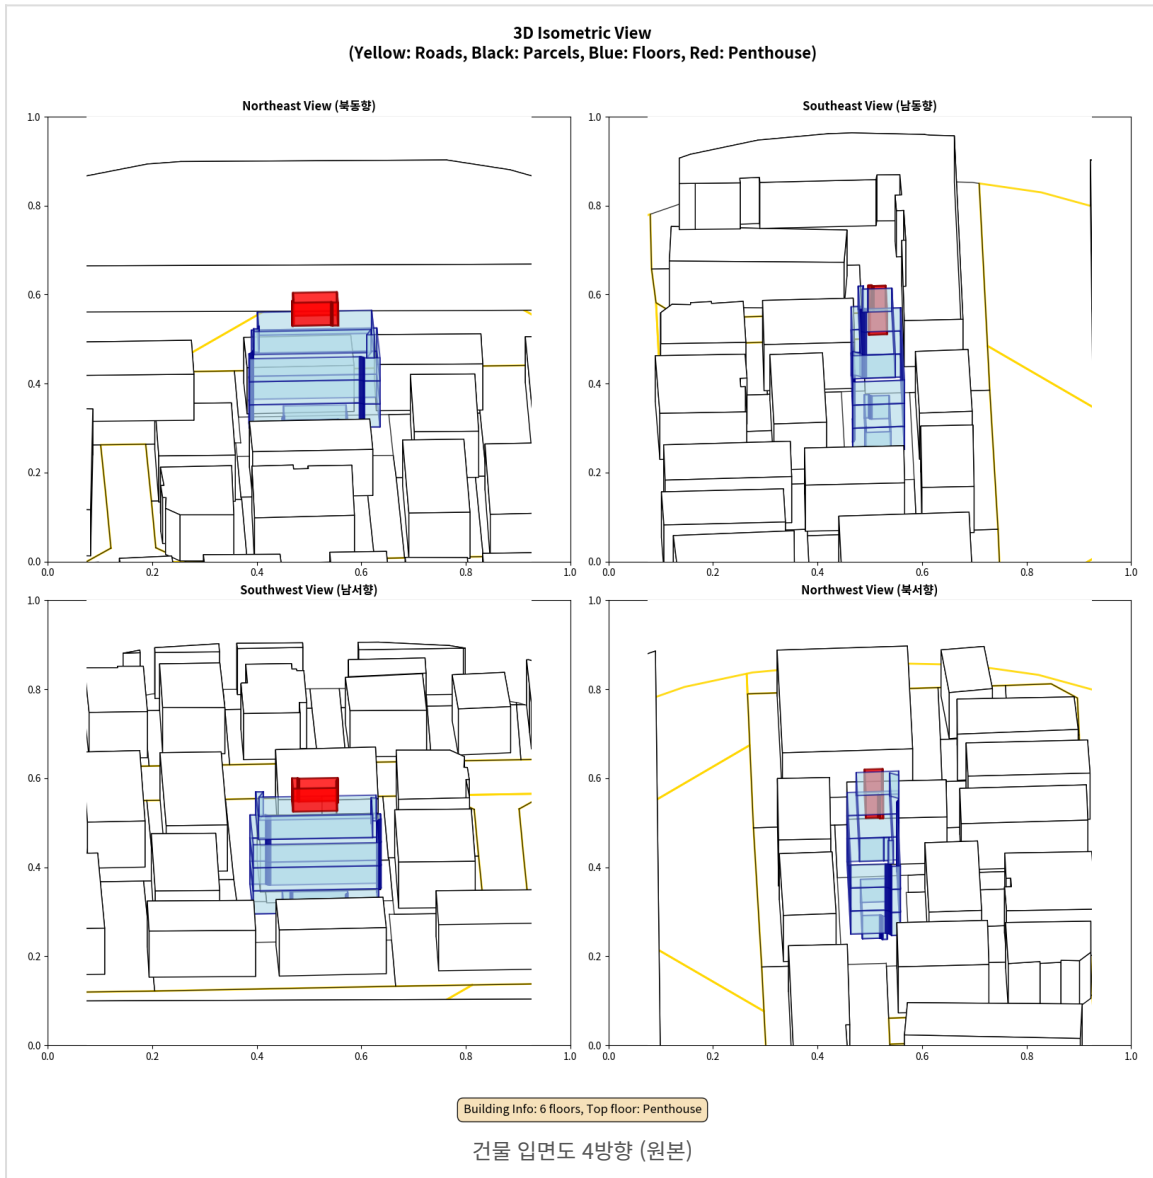 3D Isometric View
(Yellow: Roads, Black: Parcels, Blue: Floors, Red: Penthouse)
Northeast View (북동향)
1.0
0.8
0.6
0.4
0.2
0.0
0.0 0.2 0.4 0.6 0.8 1.0
Southeast View (남동향)
1.0
0.8
0.6
0.4
0.2
0.0
0.0 0.2 0.4 0.6 0.8 1.0
Southwest View (남서향)
1.0
0.8
0.6
0.4
0.2
0.0
0.0 0.2 0.4 0.6 0.8 1.0
Northwest View (북서향)
1.0
0.8
0.6
0.4
0.2
0.0
0.0 0.2 0.4 0.6 0.8 1.0
Building Info: 6 floors, Top floor: Penthouse
건물 입면도 4방향 (원본)